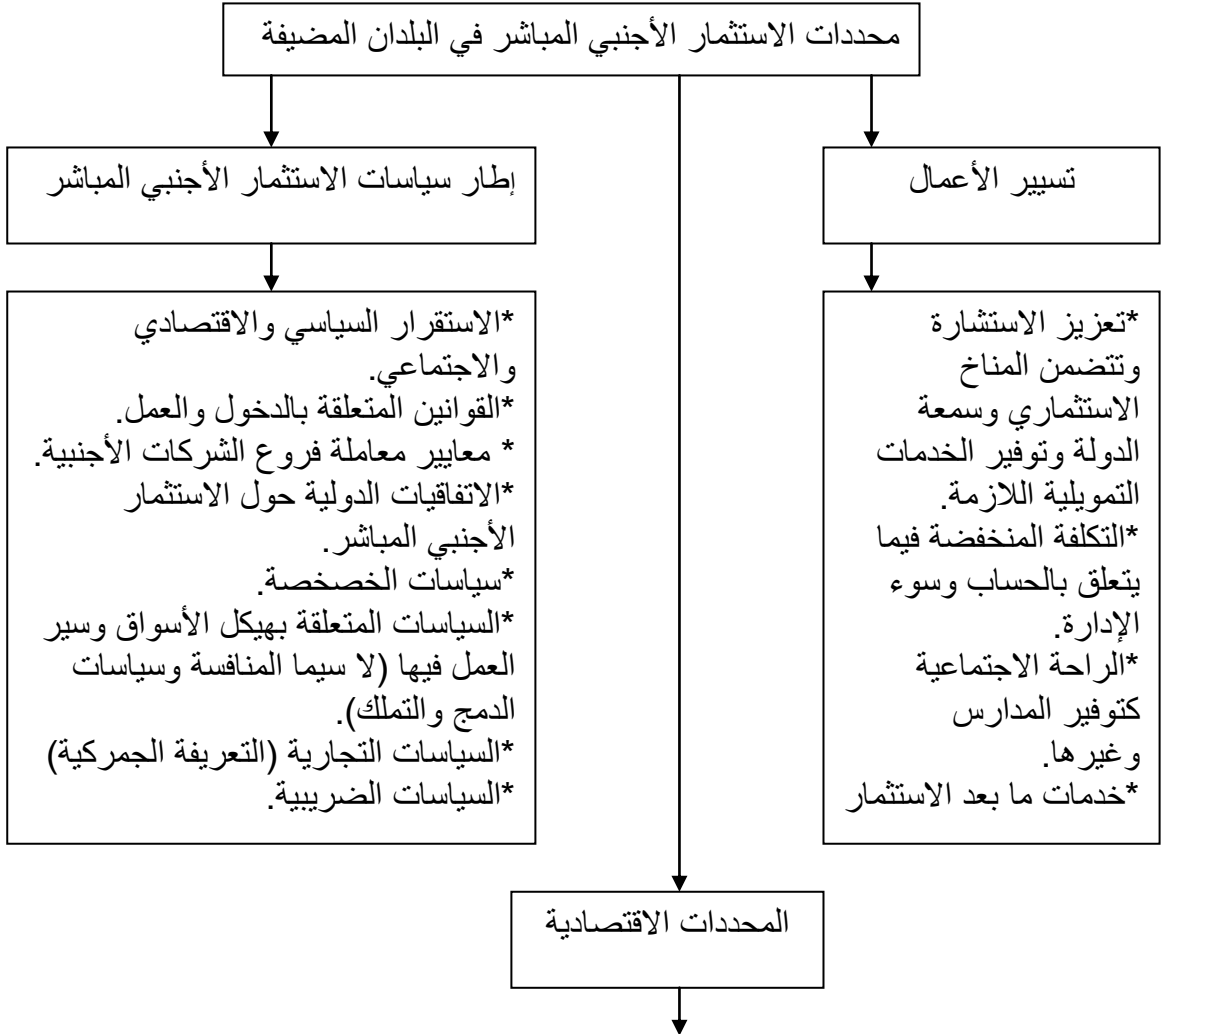 محددات الاستثمار الأجنبي المباشر في البلدان المضيفة
تسيير الأعمال
إطار سياسات الاستثمار الأجنبي المباشر
*تعزيز الاستشارة
وتتضمن المناخ
الاستثماري وسمعة
الدولة وتوفير الخدمات
التمويلية اللازمة.
*التكلفة المنخفضة فيما
يتعلق بالحساب وسوء
الإدارة.
*الراحة الاجتماعية
كتوفير المدارس
وغيرها.
*خدمات ما بعد الاستثمار
*الاستقرار السياسي والاقتصادي
والاجتماعي.
*القوانين المتعلقة بالدخول والعمل.
* معايير معاملة فروع الشركات الأجنبية.
*الاتفاقيات الدولية حول الاستثمار
الأجنبي المباشر.
*سياسات الخصخصة.
*السياسات المتعلقة بهيكل الأسواق وسير
العمل فيها (لا سيما المنافسة وسياسات
الدمج والتملك).
*السياسات التجارية (التعريفة الجمركية)
*السياسات الضريبية.
المحددات الاقتصادية